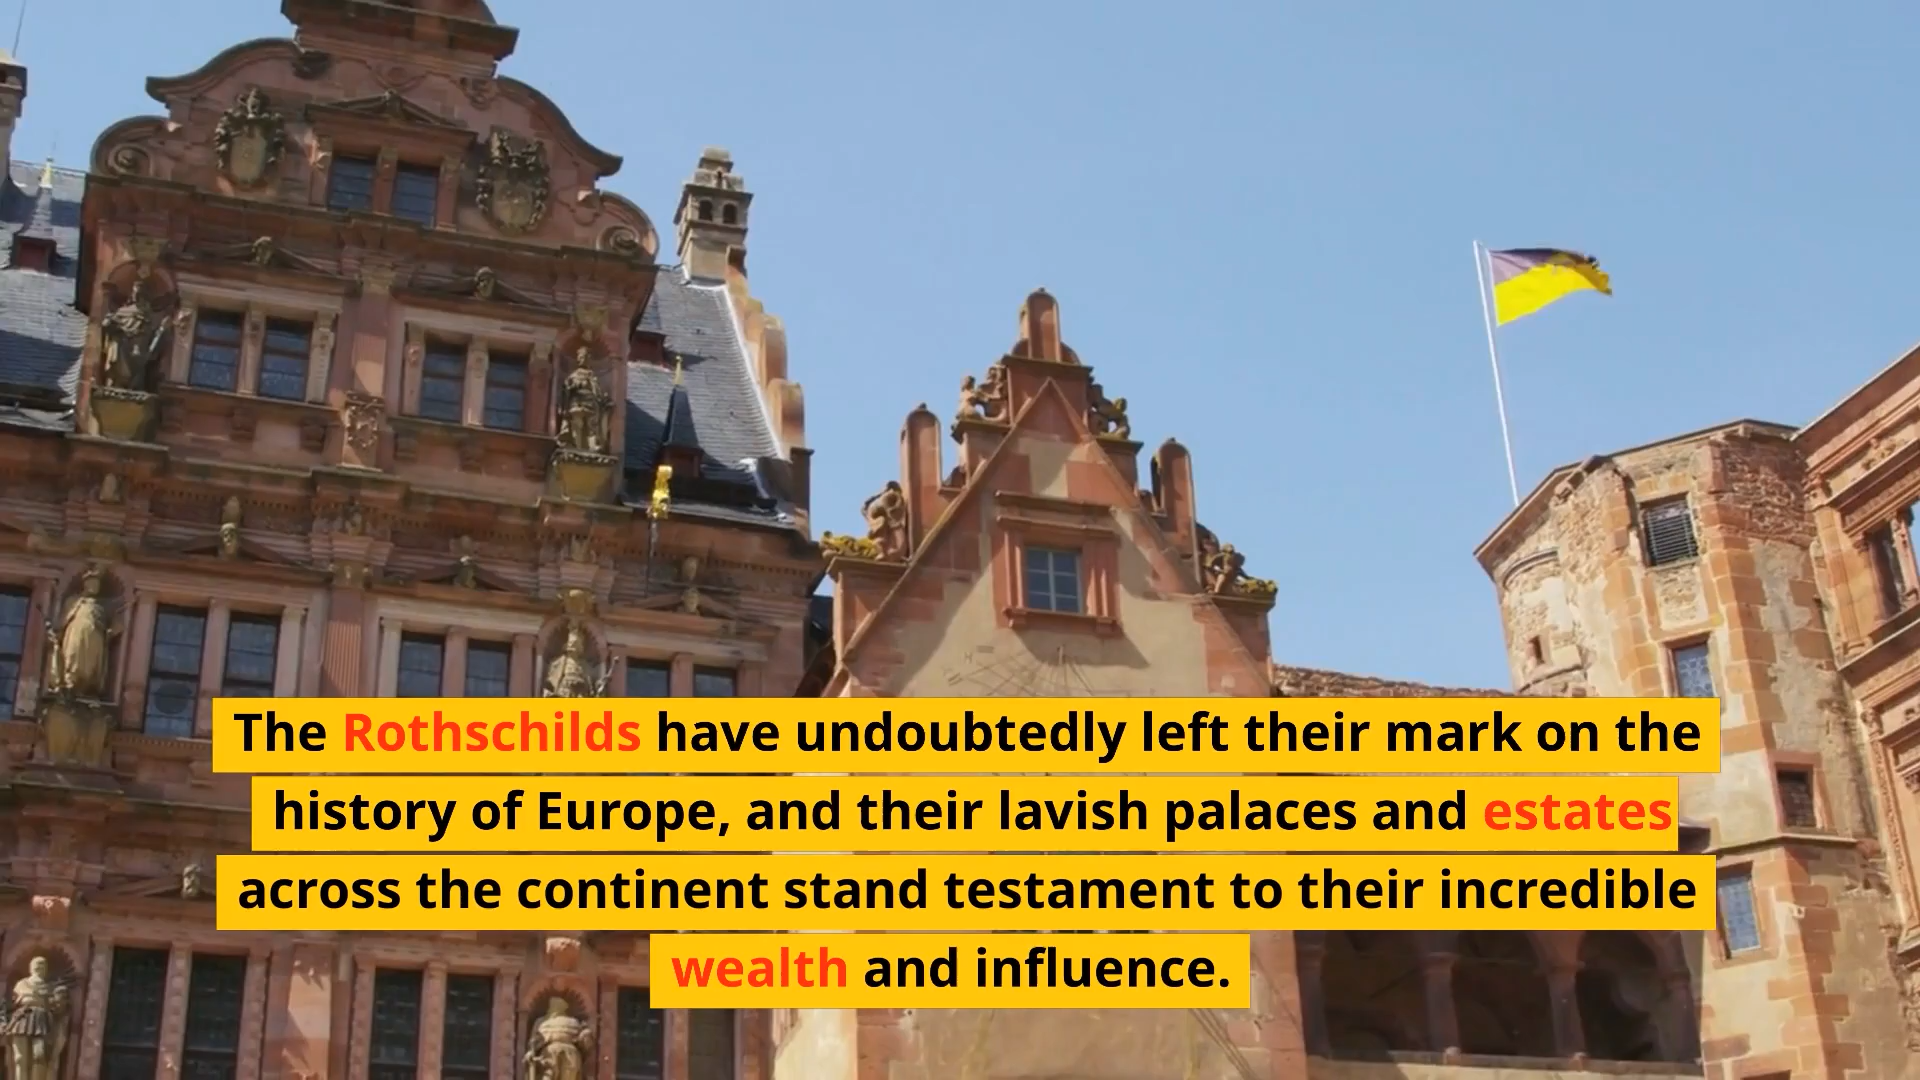 The Rothschilds have undoubtedly left their mark on the
history of Europe, and their lavish palaces and estates
across the continent stand testament to their incredible
wealth and influence.